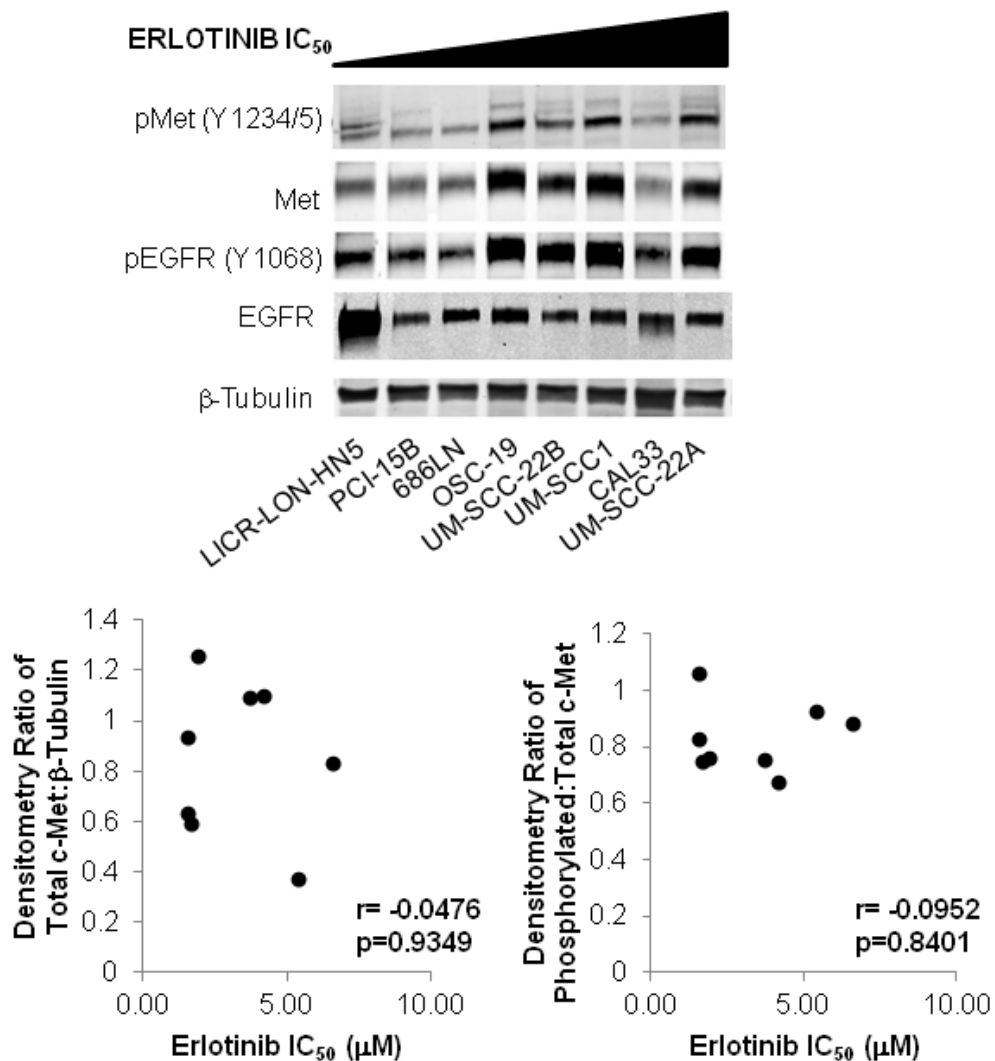 ERLOTINIB IC50
pMet (Y1234/5)
Met
pEGFR (Y1068)
EGFR
β-Tubulin
LICR-LON-HN5
PCI-15B
686LN
OSC-19
UM-SCC-22B
UM-SCC1
CAL33
UM-SCC-22A
Densitometry Ratio of
Total c-Met:β-Tubulin
1.4
1.2
1
0.8
0.6
0.4
0.2
0
r= -0.0476
p=0.9349
0.00 5.00 10.00
Erlotinib IC50 (μM)
Densitometry Ratio of
Phosphorylated:Total c-Met
1.2
1
0.8
0.6
0.4
0.2
0
r= -0.0952
p=0.8401
0.00 5.00 10.00
Erlotinib IC50 (μM)